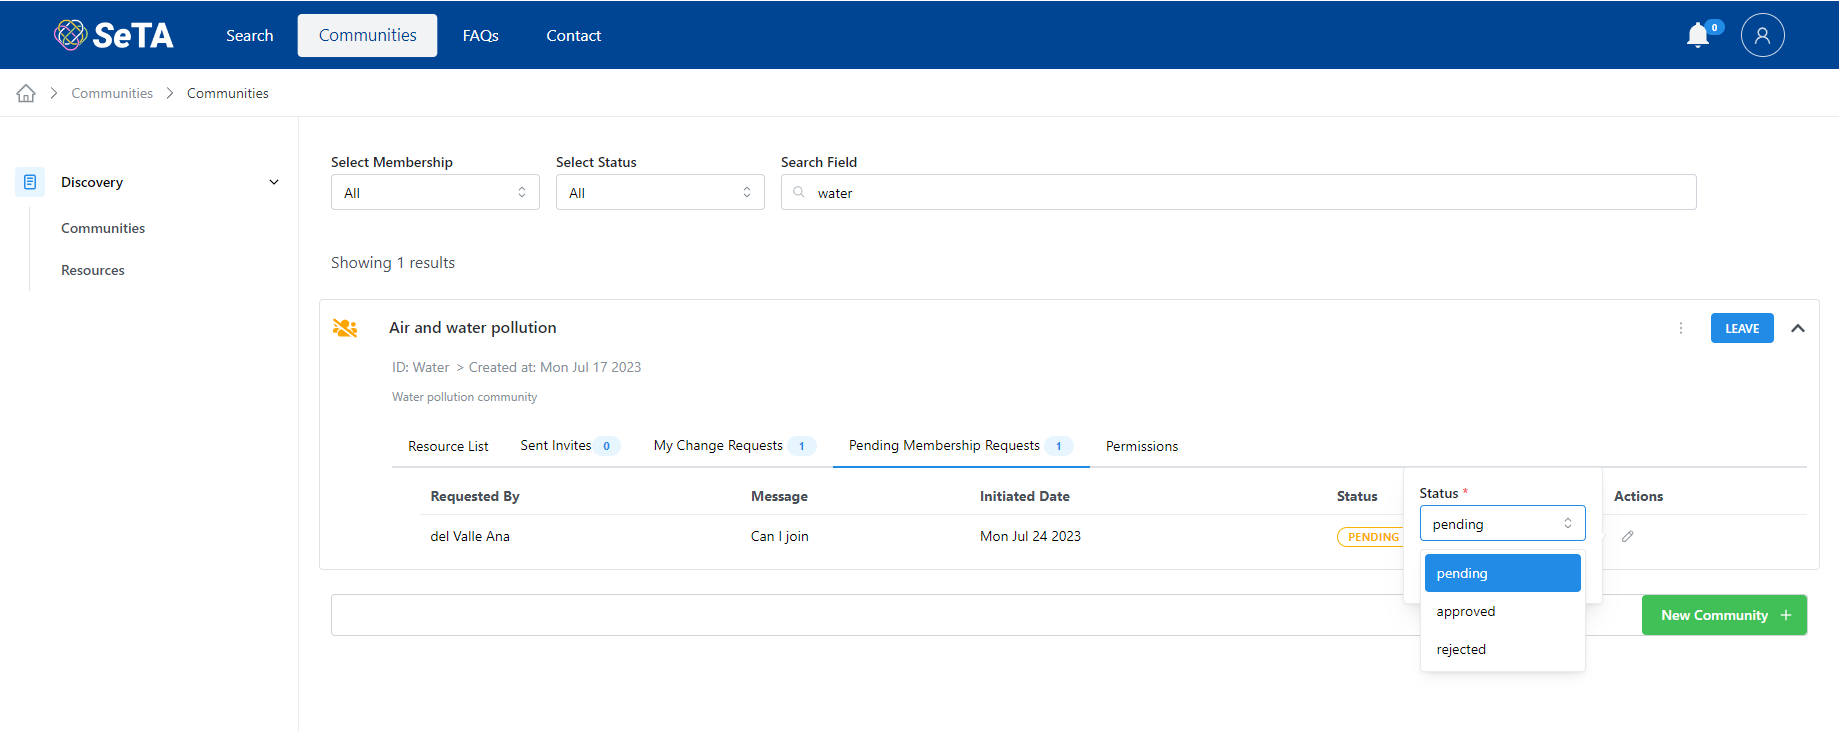 SeTA Search Communities FAQs Contact 0
Communities Communities
Discovery
Communities
Resources
Select Membership Select Status Search Field
All All water
Showing 1 results
Air and water pollution LEAVE
ID: Water > Created at: Mon Jul 17 2023
Water pollution community
Resource List Sent Invites 0 My Change Requests 1 Pending Membership Requests 1 Permissions
Requested By Message Initiated Date Status Status * Actions
del Valle Ana Can I join Mon Jul 24 2023 PENDING pending
pending
approved
rejected
New Community +